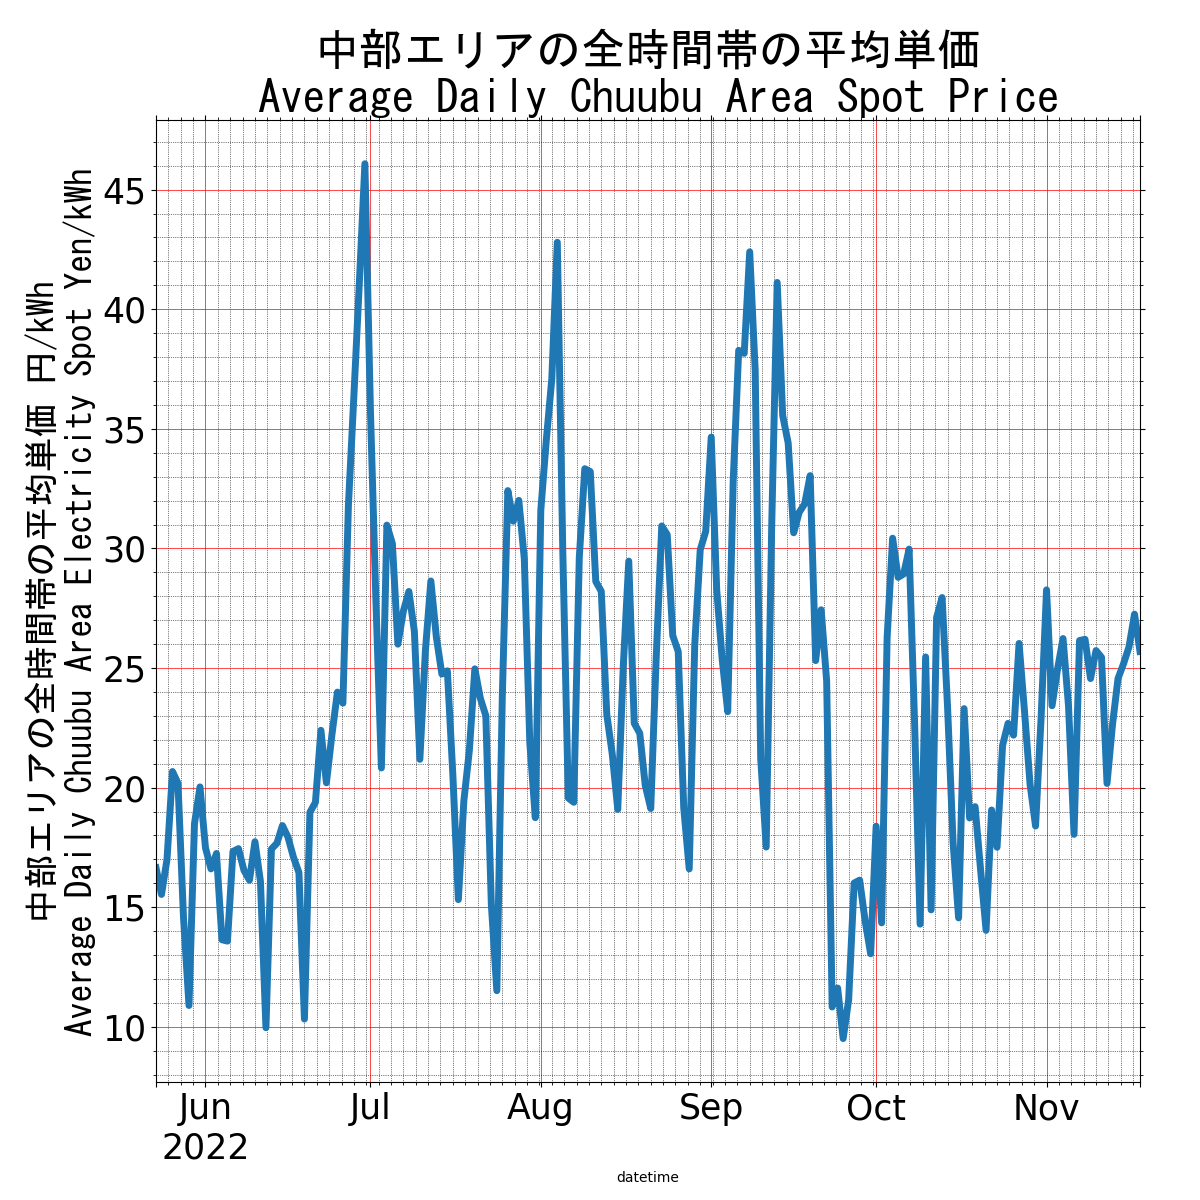 中部エリアの全時間帯の平均単価
Average Daily Chuubu Area Spot Price
中部エリアの全時間帯の平均単価 円/kWh
Average Daily Chuubu Area Electricity Spot Yen/kWh
45
40
35
30
25
20
15
10
Jun
2022
Jul
Aug
Sep
Oct
Nov
datetime